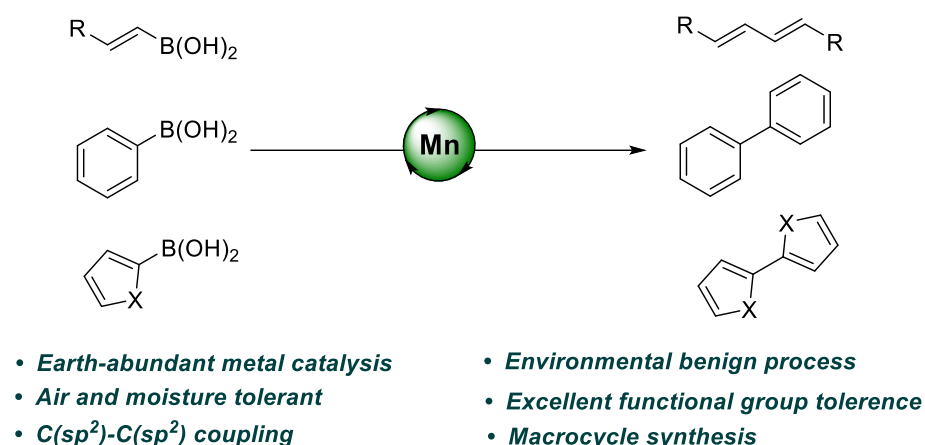 R
B(OH)2
R
R
B(OH)2
Mn
B(OH)2
X
X
X
• Earth-abundant metal catalysis
• Air and moisture tolerant
• C(sp2)-C(sp2) coupling
• Environmental benign process
• Excellent functional group tolerence
• Macrocycle synthesis